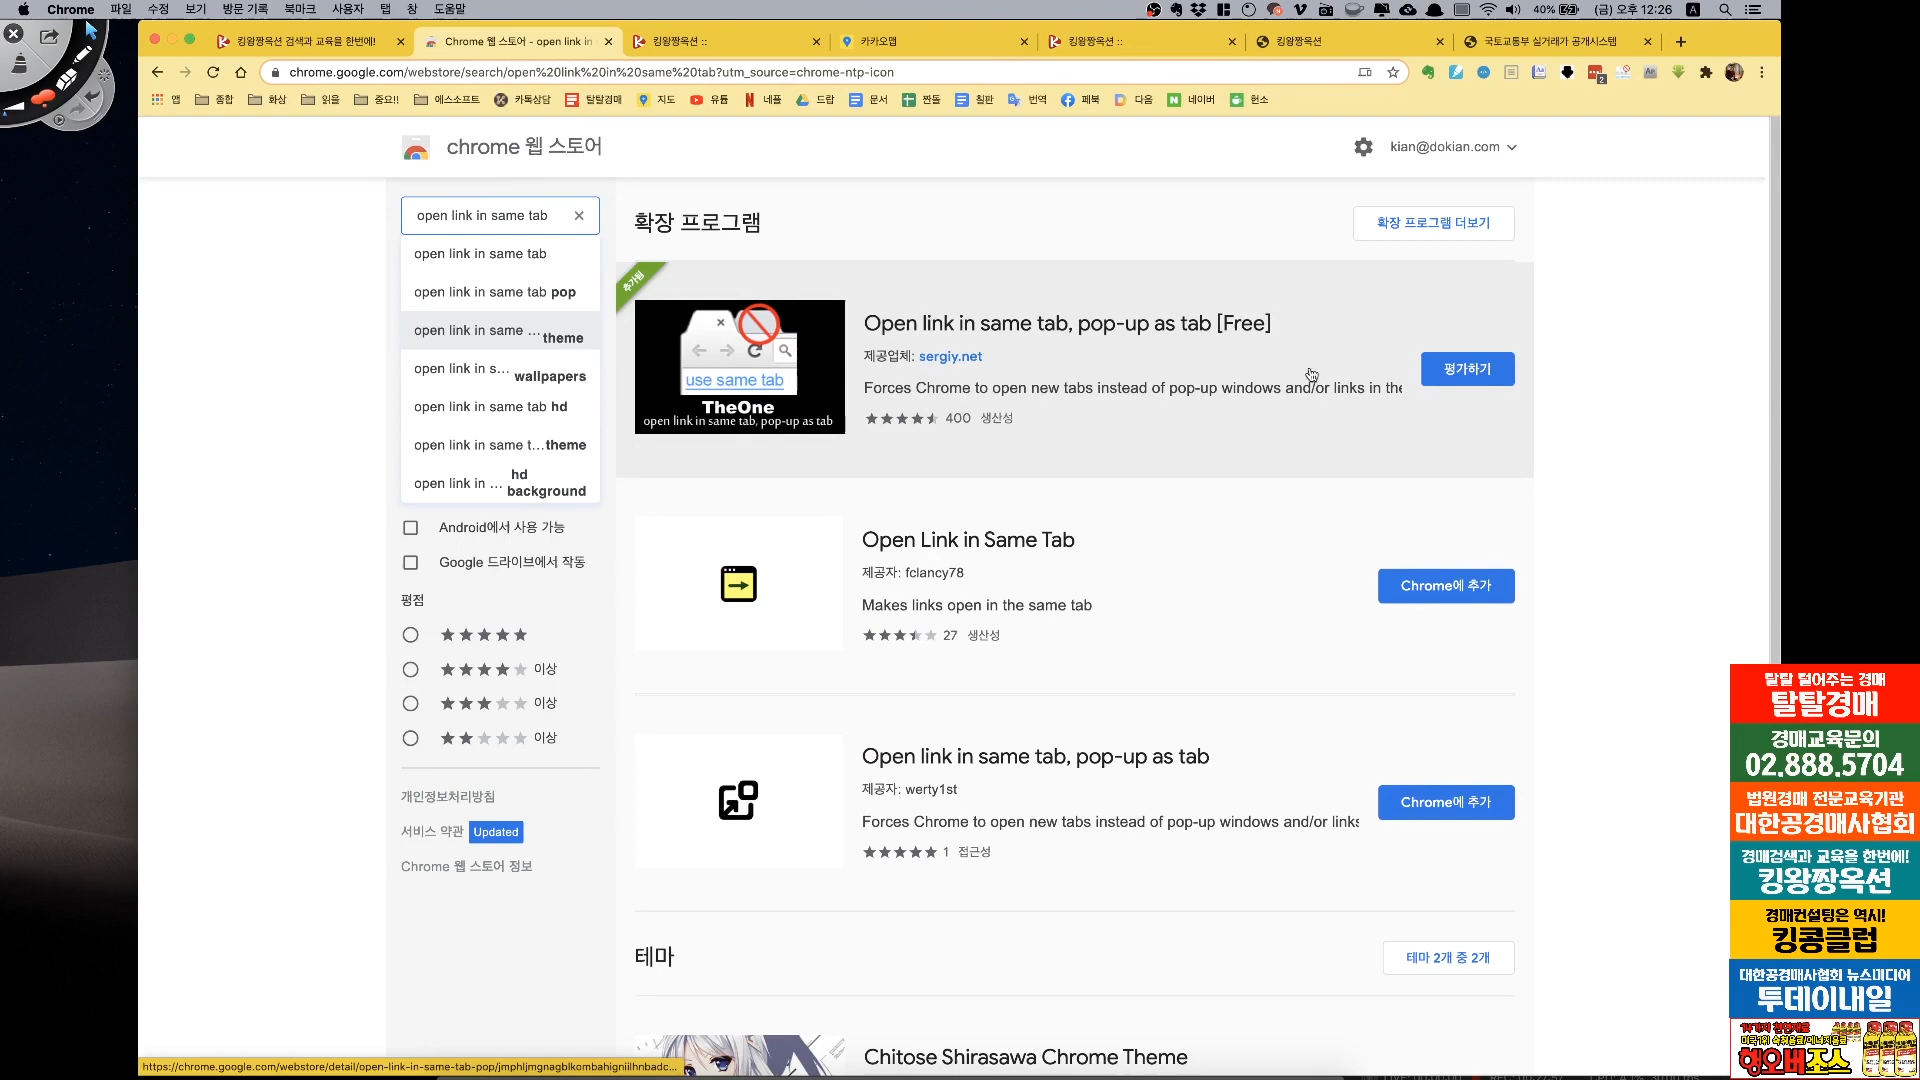 Chrome 파일 수정 보기 방문 기록 북마크 사용자 탭 창 도움말
40% (금) 오후 12:26 A
킹왕짱옥션 검색과 교육을 한번에!
Chrome 웹 스토어 - open link in
킹왕짱옥션 ::
카카오맵
킹왕짱옥션 ::
킹왕짱옥션
국토교통부 실거래가 공개시스템
chrome.google.com/webstore/search/open%20link%20in%20same%20tab?utm_source=chrome-ntp-icon
앱 종합 화상 읽을 중요!! 에스소프트 카톡상담 탈탈경매 지도 유튭 네플 드랍 문서 짠돌 칠판 번역 페북 다음 네이버 헌소
chrome 웹 스토어
kian@dokian.com
open link in same tab
open link in same tab
open link in same tab pop
open link in same ... theme
open link in s... wallpapers
open link in same tab hd
open link in same t...theme
open link in ... hd background
Android에서 사용 가능
Google 드라이브에서 작동
평점
이상
이상
이상
개인정보처리방침
서비스 약관 Updated
Chrome 웹 스토어 정보
확장 프로그램
확장 프로그램 더보기
추가됨
use same tab
TheOne
open link in same tab, pop-up as tab
Open link in same tab, pop-up as tab [Free]
제공업체: sergiy.net
Forces Chrome to open new tabs instead of pop-up windows and/or links in the
400 생산성
평가하기
Open Link in Same Tab
제공자: fclancy78
Makes links open in the same tab
27 생산성
Chrome에 추가
Open link in same tab, pop-up as tab
제공자: werty1st
Forces Chrome to open new tabs instead of pop-up windows and/or links
1 접근성
Chrome에 추가
테마
테마 2개 중 2개
Chitose Shirasawa Chrome Theme
https://chrome.google.com/webstore/detail/open-link-in-same-tab-pop/jmphljmgnagblkombahigniilhnbadc...
탈탈 털어주는 경매
탈탈경매
경매교육문의
02.888.5704
법원경매 전문교육기관
대한공경매사협회
경매검색과 교육을 한번에!
킹왕짱옥션
경매컨설팅은 역시!
킹콩클럽
대한공경매사협회 뉴스미디어
투데이내일
행오버죠스